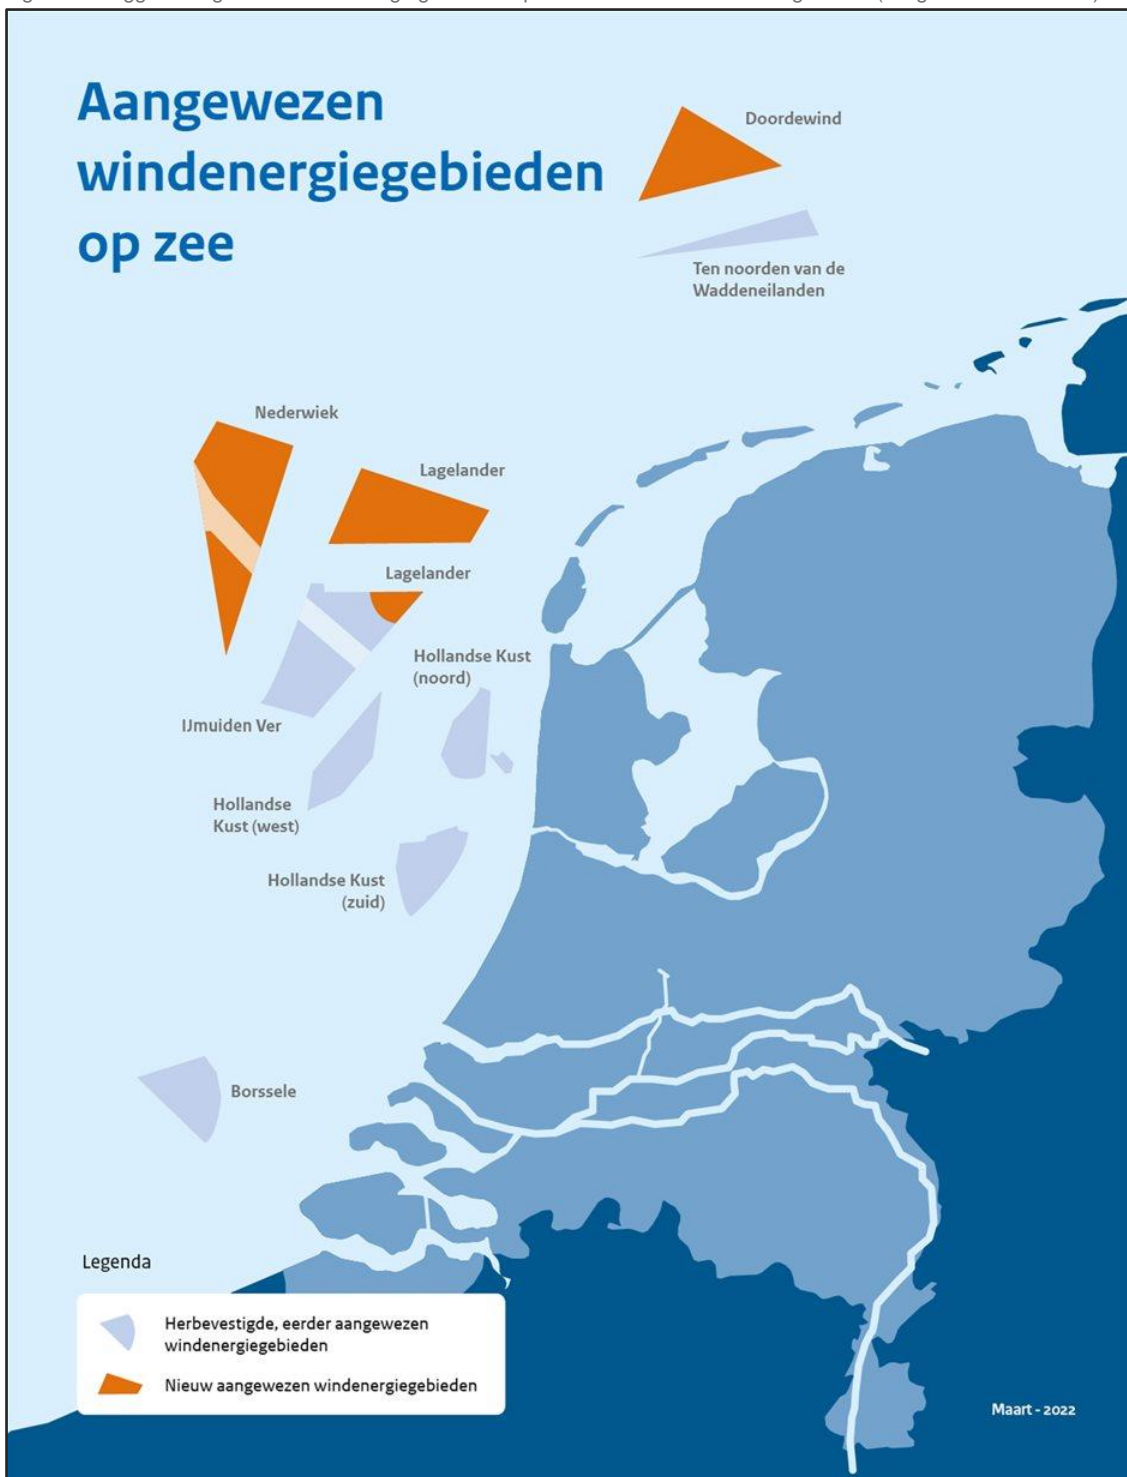 Aangewezen
windenergiegebieden
op zee
Doordewind
Ten noorden van de
Waddeneilanden
Nederwiek
Lagelander
Lagelander
Hollandse Kust
(noord)
IJmuiden Ver
Hollandse
Kust (west)
Hollandse Kust
(zuid)
Borssele
Legenda
Herbevestigde, eerder aangewezen
windenergiegebieden
Nieuw aangewezen windenergiegebieden
Maart - 2022